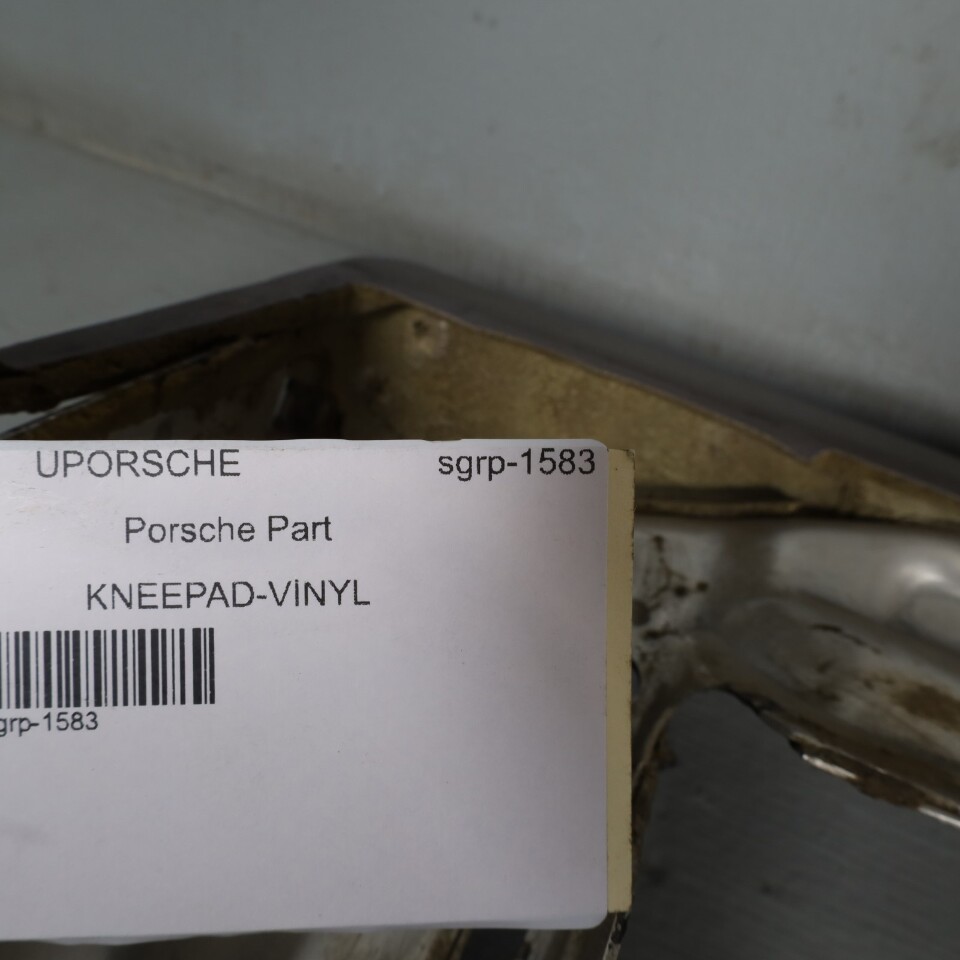 UPORSCHE sgrp-1583
Porsche Part
KNEEPAD-VINYL
grp-1583